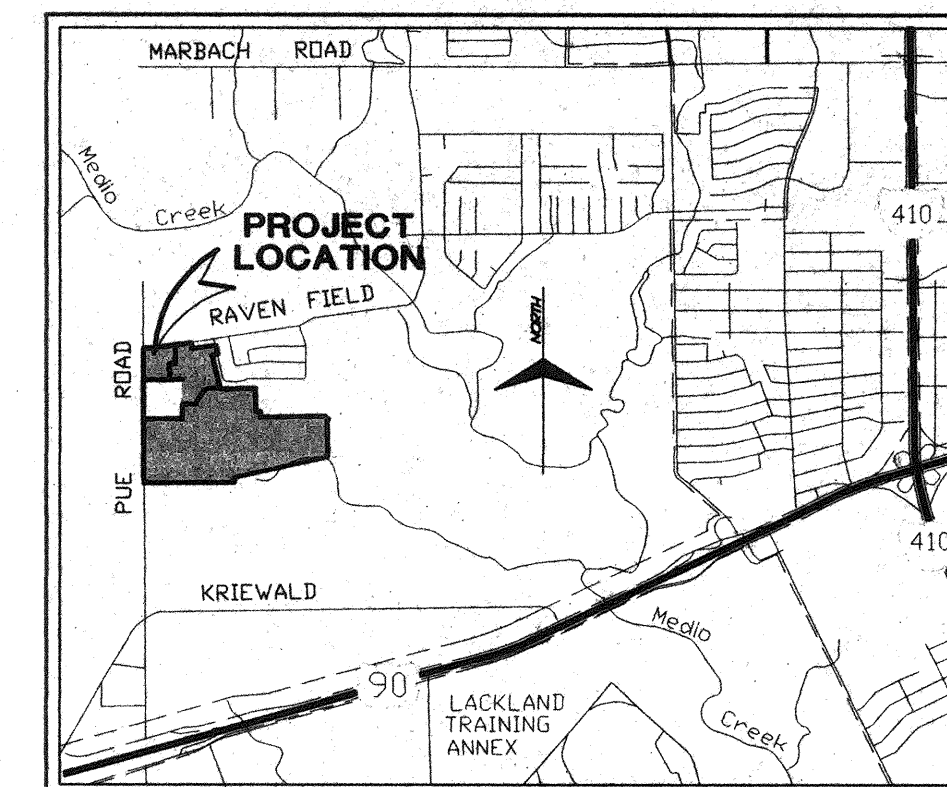 MARBACH ROAD
Medio
Creek
PROJECT
LOCATION
410
RAVEN FIELD
NORTH
PUE ROAD
410
KRIEWALD
Medio
90
LACKLAND
TRAINING
ANNEX
Creek